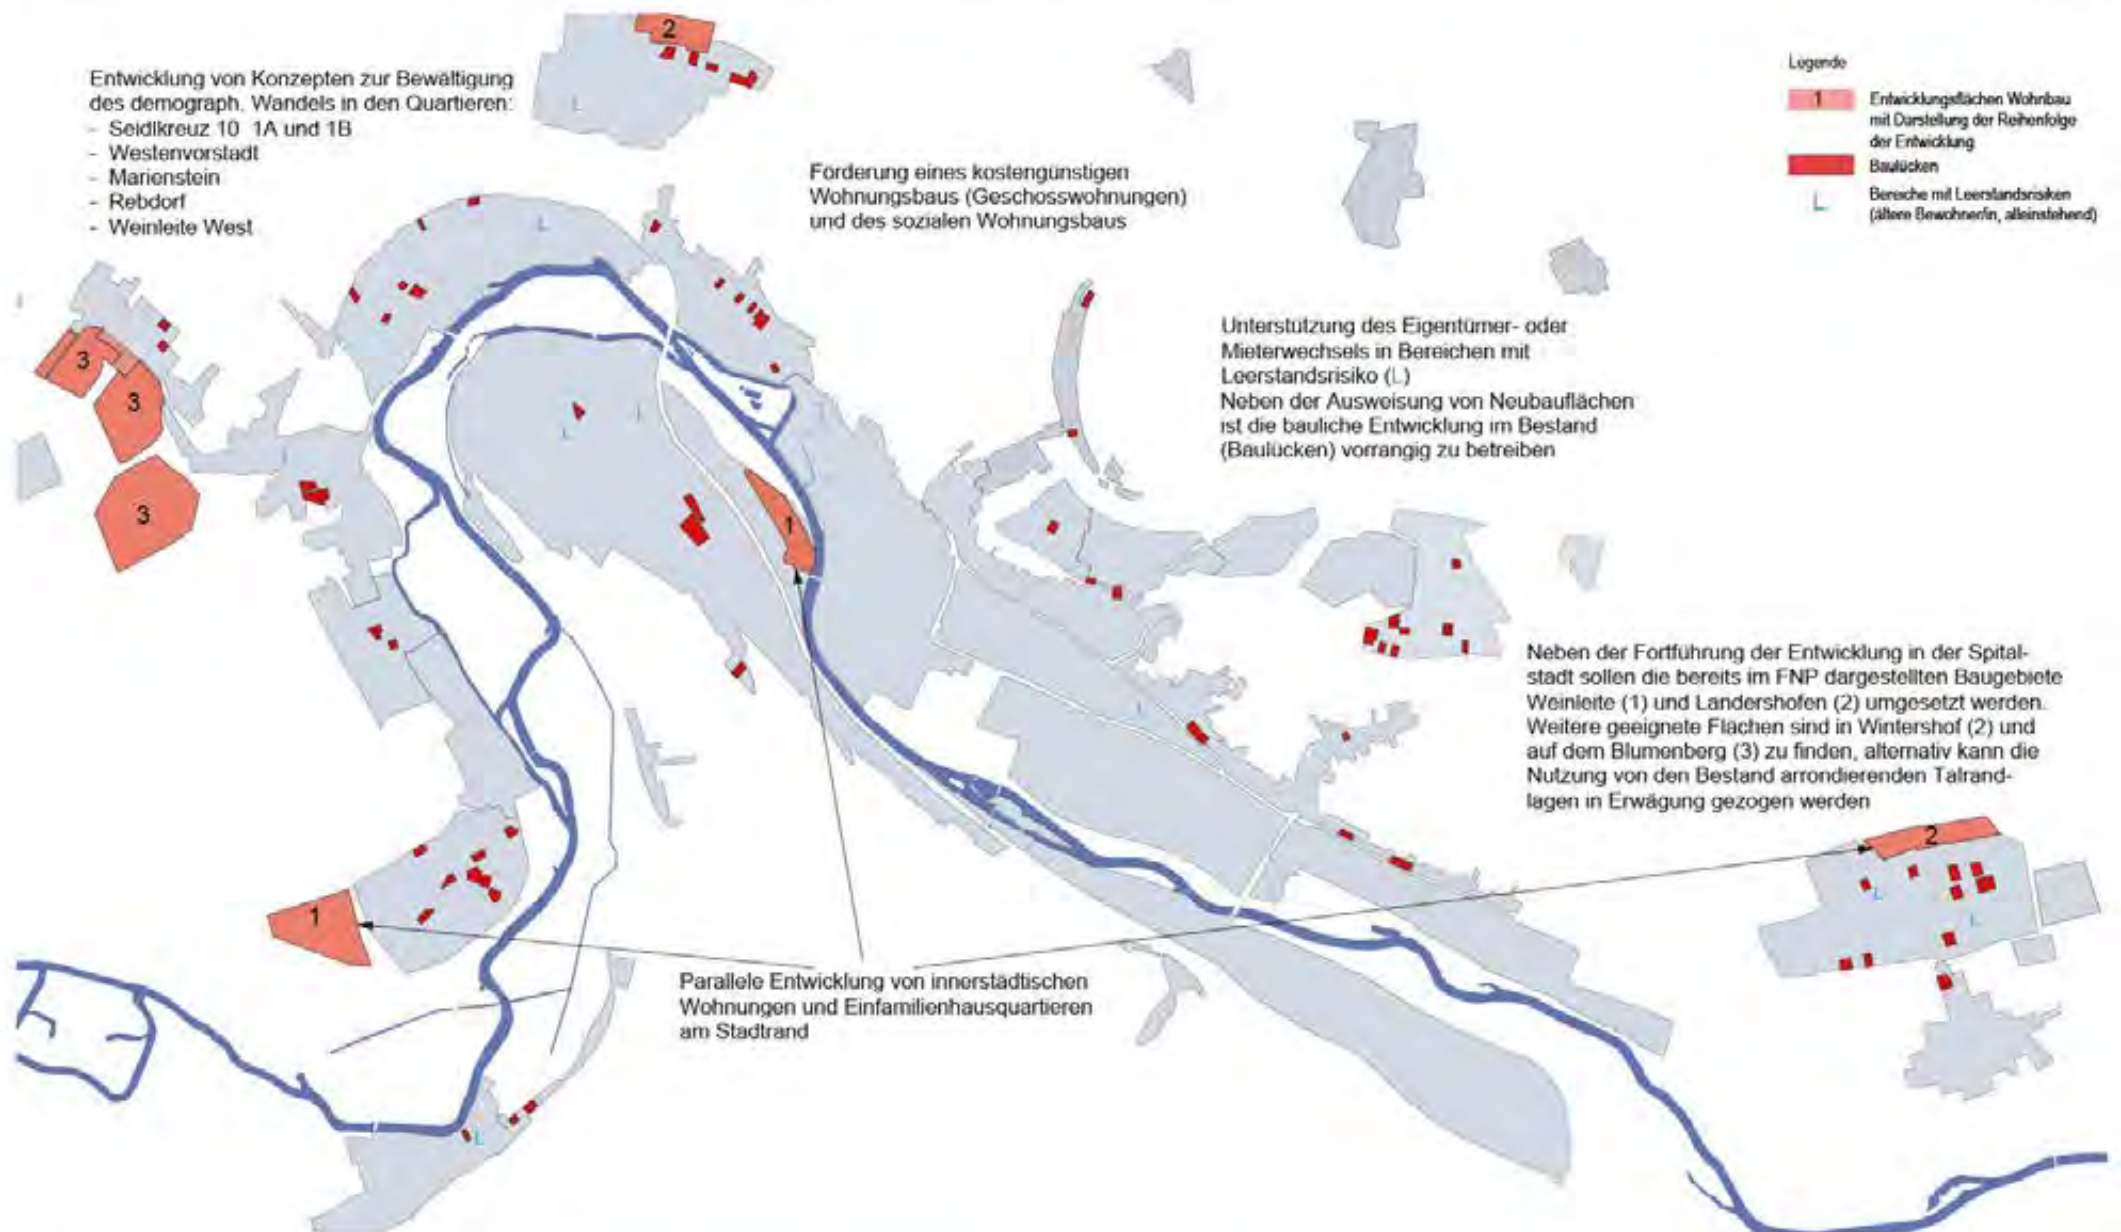 Entwicklung von Konzepten zur Bewältigung
des demograph. Wandels in den Quartieren:
- Seidlkreuz 10 1A und 1B
- Westenvorstadt
- Marienstein
- Rebdorf
- Weinleite West
2
L
Förderung eines kostengünstigen
Wohnungsbaus (Geschosswohnungen)
und des sozialen Wohnungsbaus
Legende
1
Entwicklungsflächen Wohnbau
mit Darstellung der Reihenfolge
der Entwicklung
Baulücken
L
Bereiche mit Leerstandsrisiken
(ältere Bewohner/in, alleinstehend)
L
Unterstützung des Eigentümer- oder
Mieterwechsels in Bereichen mit
Leerstandsrisiko (L)
Neben der Ausweisung von Neubauflächen
ist die bauliche Entwicklung im Bestand
(Baulücken) vorrangig zu betreiben
3
3
3
L
L
1
Neben der Fortführung der Entwicklung in der Spital-
stadt sollen die bereits im FNP dargestellten Baugebiete
Weinleite (1) und Landershofen (2) umgesetzt werden.
Weitere geeignete Flächen sind in Wintershof (2) und
auf dem Blumenberg (3) zu finden, alternativ kann die
Nutzung von den Bestand arrondierenden Talrand-
lagen in Erwägung gezogen werden
L
2
L
L
1
Parallele Entwicklung von innerstädtischen
Wohnungen und Einfamilienhausquartieren
am Stadtrand
L